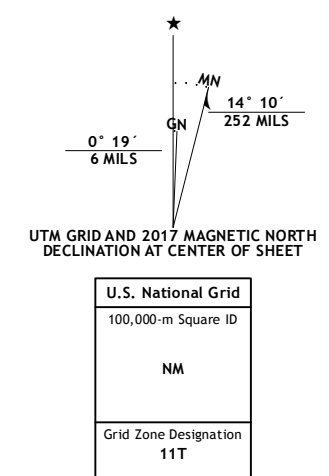 ★
MN
GN
0° 19´
6 MILS
14° 10´
252 MILS
UTM GRID AND 2017 MAGNETIC NORTH
DECLINATION AT CENTER OF SHEET
U.S. National Grid
100,000-m Square ID
NM
Grid Zone Designation
11T